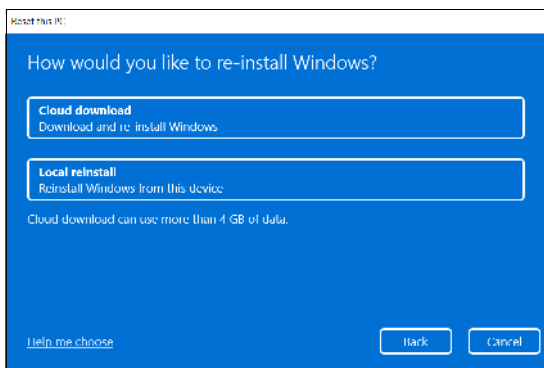 Reset this PC
How would you like to re-install Windows?
Cloud download
Download and re-install Windows
Local reinstall
Reinstall Windows from this device
Cloud download can use more than 4 GB of data.
Help me choose
Back
Cancel